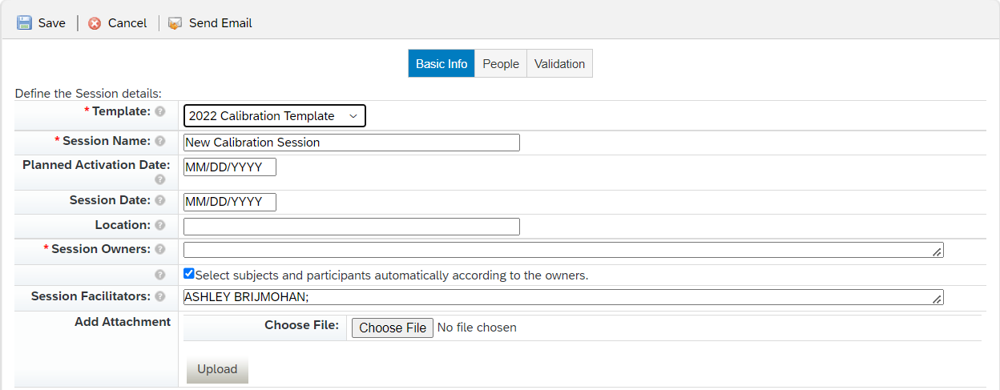 Save Cancel Send Email
Basic Info People Validation
Define the Session details:
* Template: ? 2022 Calibration Template
* Session Name: ? New Calibration Session
Planned Activation Date: MM/DD/YYYY
?
Session Date: ? MM/DD/YYYY
Location: ?
* Session Owners: ?
? Select subjects and participants automatically according to the owners.
Session Facilitators: ? ASHLEY BRIJMOHAN;
Add Attachment Choose File: Choose File No file chosen
Upload